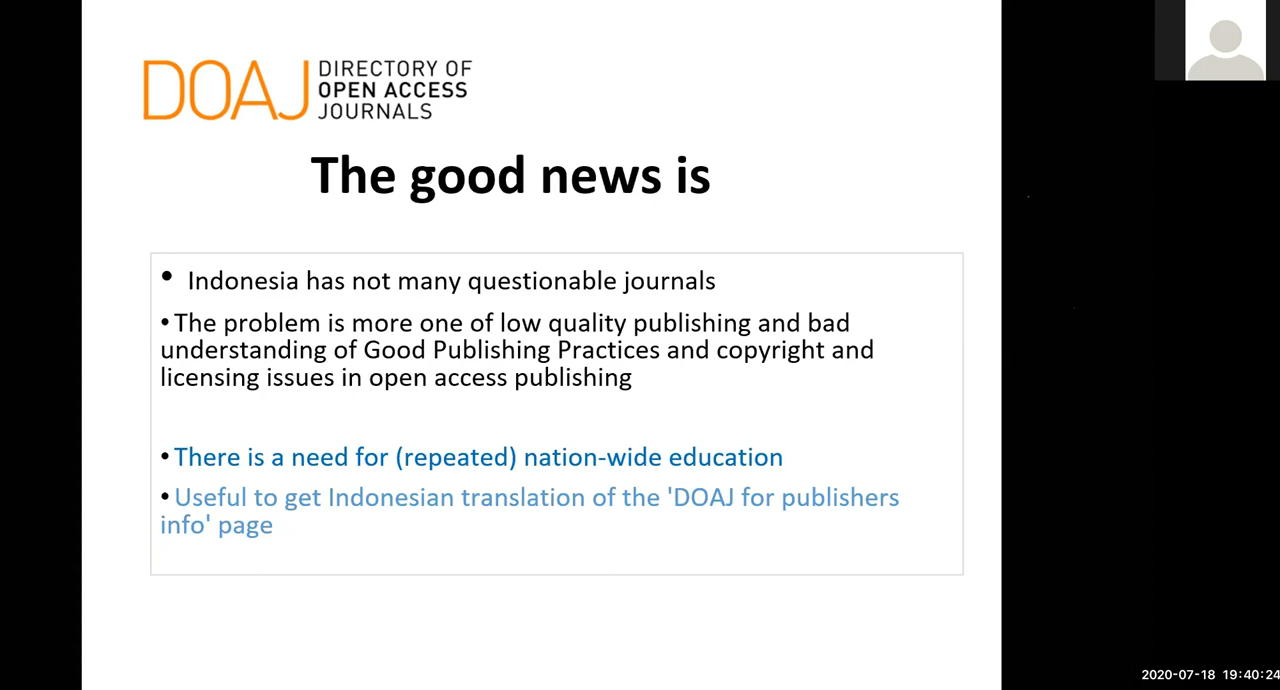 DOAJ
DIRECTORY OF
OPEN ACCESS
JOURNALS
The good news is
• Indonesia has not many questionable journals
•The problem is more one of low quality publishing and bad
understanding of Good Publishing Practices and copyright and
licensing issues in open access publishing
•There is a need for (repeated) nation-wide education
•Useful to get Indonesian translation of the 'DOAJ for publishers
info' page
2020-07-18 19:40:24